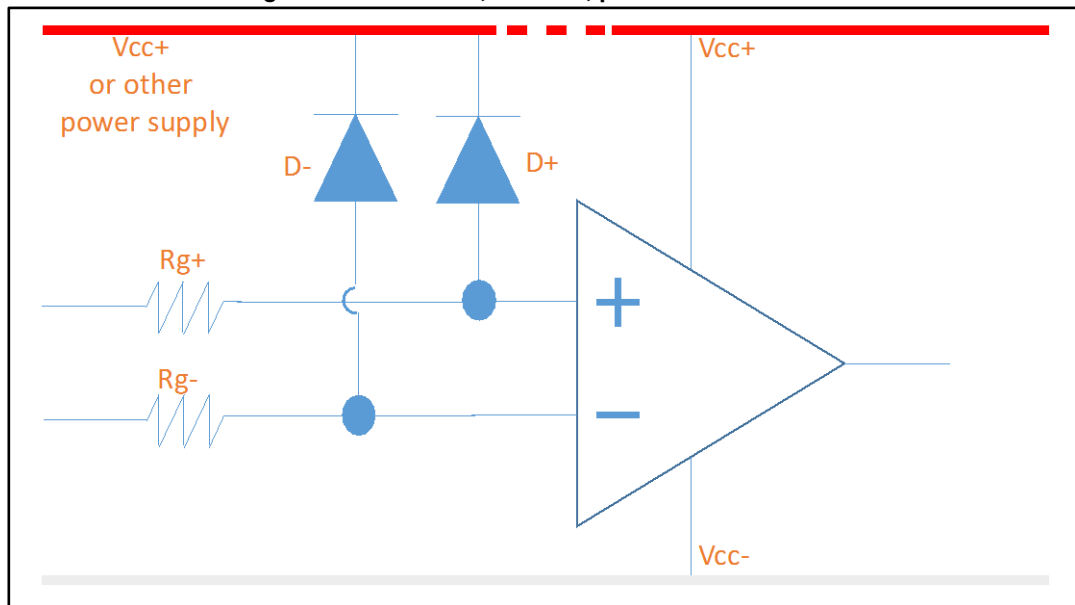 Vcc+
or other
power supply
Vcc+
D-
D+
Rg+
Rg-
+
−
Vcc-